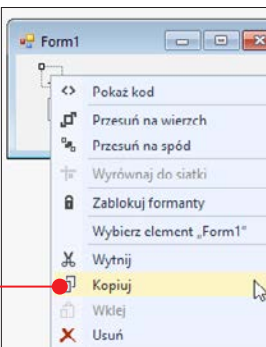 Form1
Pokaż kod
Przesuń na wierzch
Przesuń na spód
Wyrównaj do siatki
Zablokuj formanty
Wybierz element „Form1”
Wytnij
Kopiuj
Wklej
Usuń